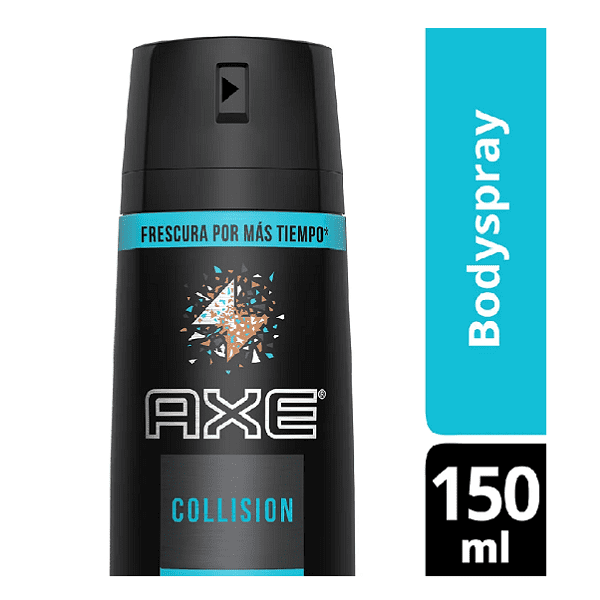 FRESCURA POR MÁS TIEMPO*
AXE®
COLLISION
Bodyspray
150
ml